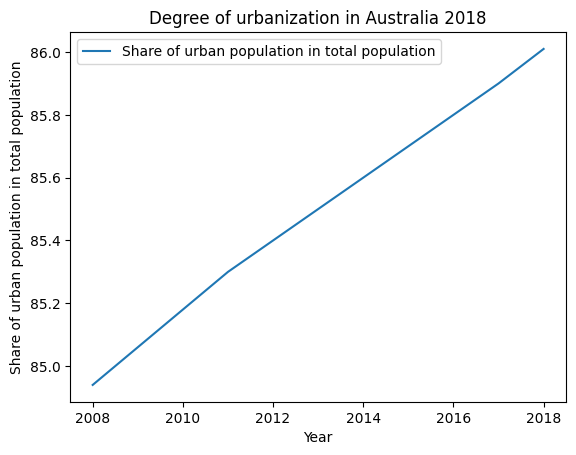 Degree of urbanization in Australia 2018
Share of urban population in total population
Share of urban population in total population
86.0
85.8
85.6
85.4
85.2
85.0
2008 2010 2012 2014 2016 2018
Year